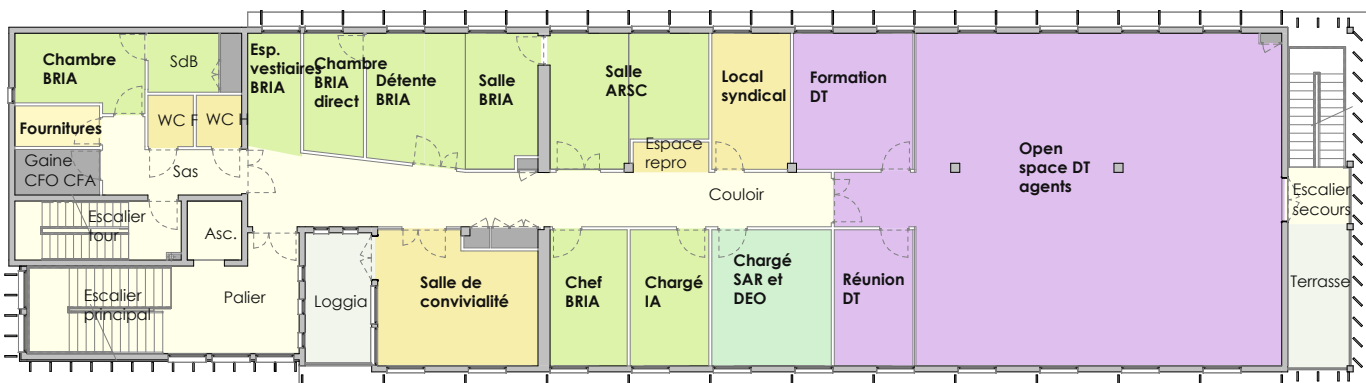 Chambre
BRIA
SdB
Esp.
vestiaires
BRIA
Chambre
BRIA
direct
Détente
BRIA
Salle
BRIA
Salle
ARSC
Local
syndical
Formation
DT
Fournitures
WC F
WC H
Gaine
CFO CFA
Sas
Espace
repro
Couloir
Open
space DT
agents
Escalier
secours
Escalier
tour
Asc.
Escalier
principal
Palier
Loggia
Salle de
convivialité
Chef
BRIA
Chargé
IA
Chargé
SAR et
DEO
Réunion
DT
Terrasse